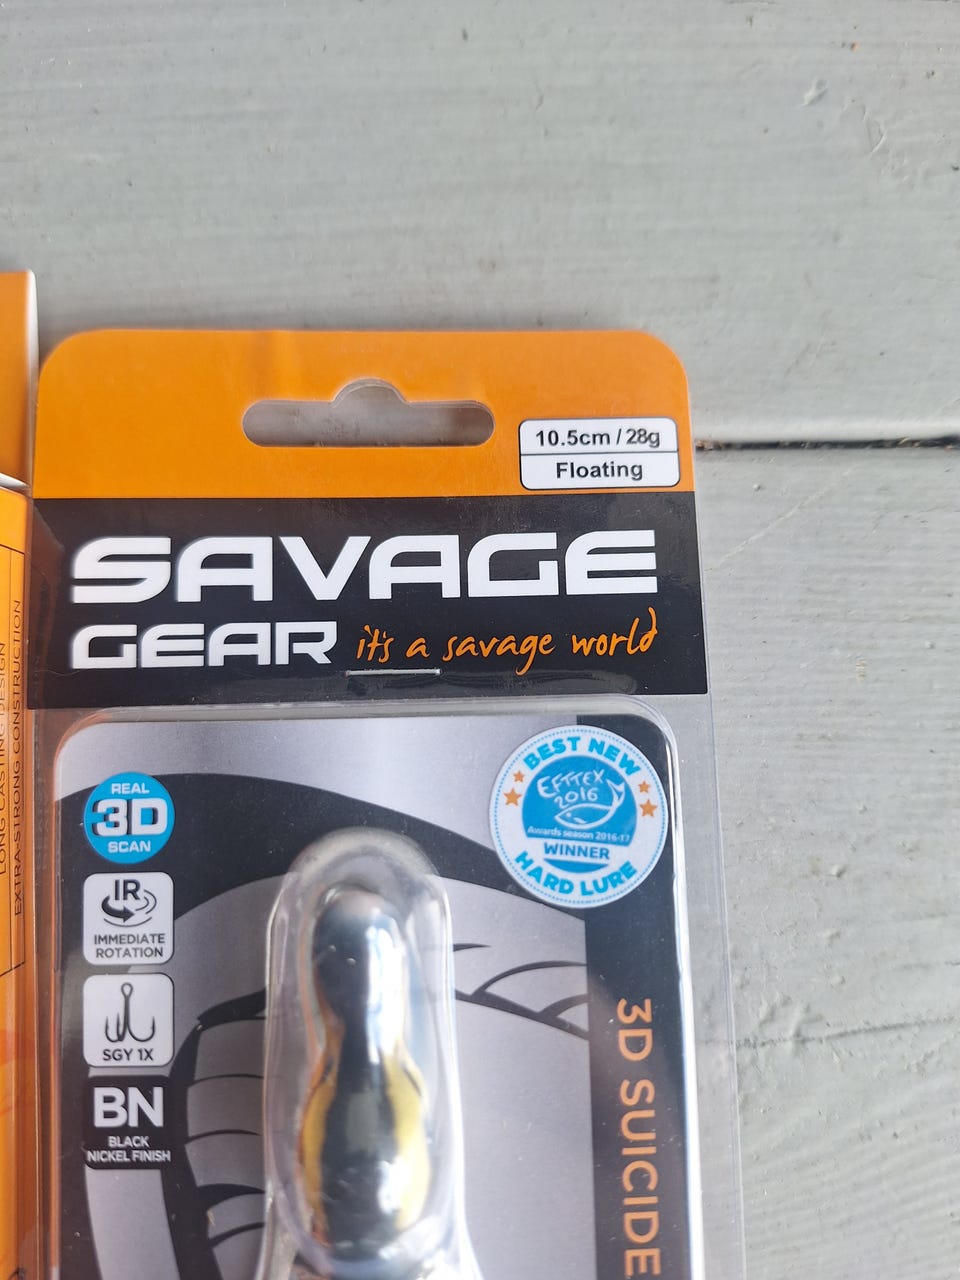 10.5cm / 28g
Floating
SAVAGE
GEAR it's a savage world
BEST NEW
EFTTEX
2016
Awards season 2016-17
WINNER
HARD LURE
REAL
3D
SCAN
IR
IMMEDIATE
ROTATION
SGY 1X
BN
BLACK
NICKEL FINISH
3D SUICIDE
LONG CASTING DESIGN
EXTRA STRONG CONSTRUCTION